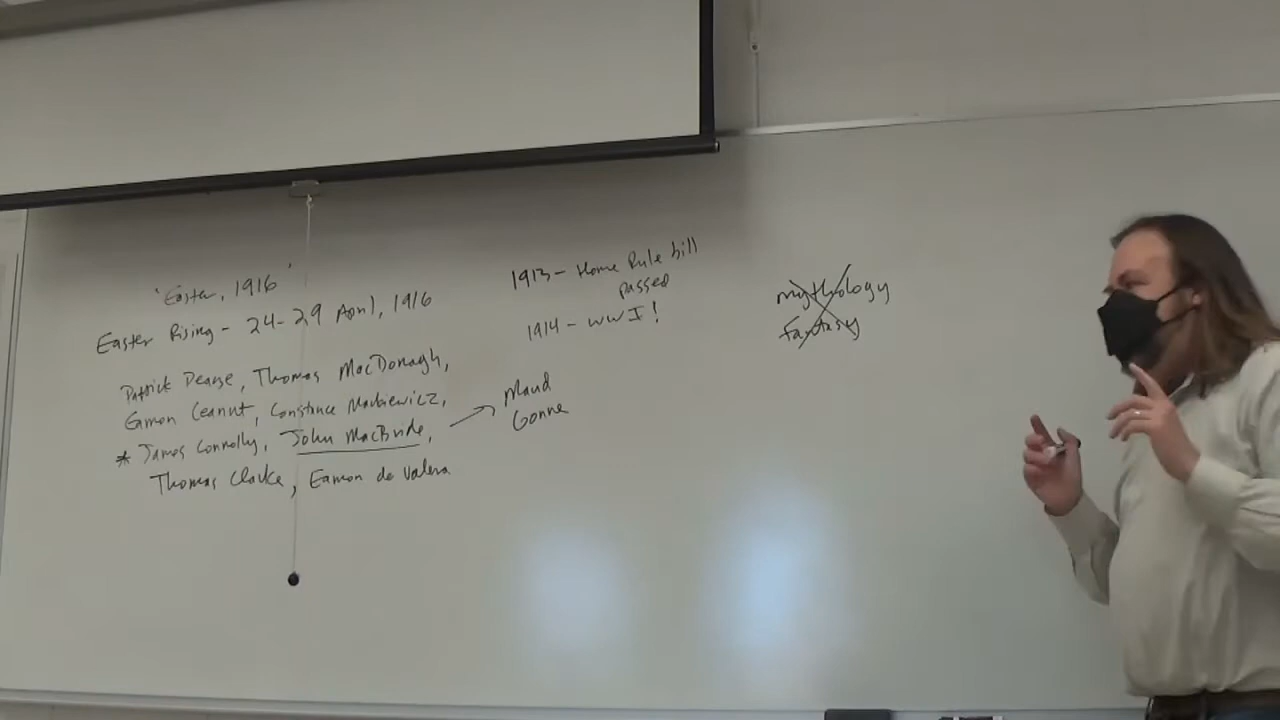 "Easter, 1916"
Easter Rising - 24-29 April, 1916
Patrick Pearse, Thomas MacDonagh,
Eamon Ceannt, Constance Markiewicz,
* James Connolly, John MacBride,
Thomas Clarke, Eamon de Valera
Maud
Gonne
1913 - Home Rule bill
passed
1914 - WWI!
mythology
fantasy